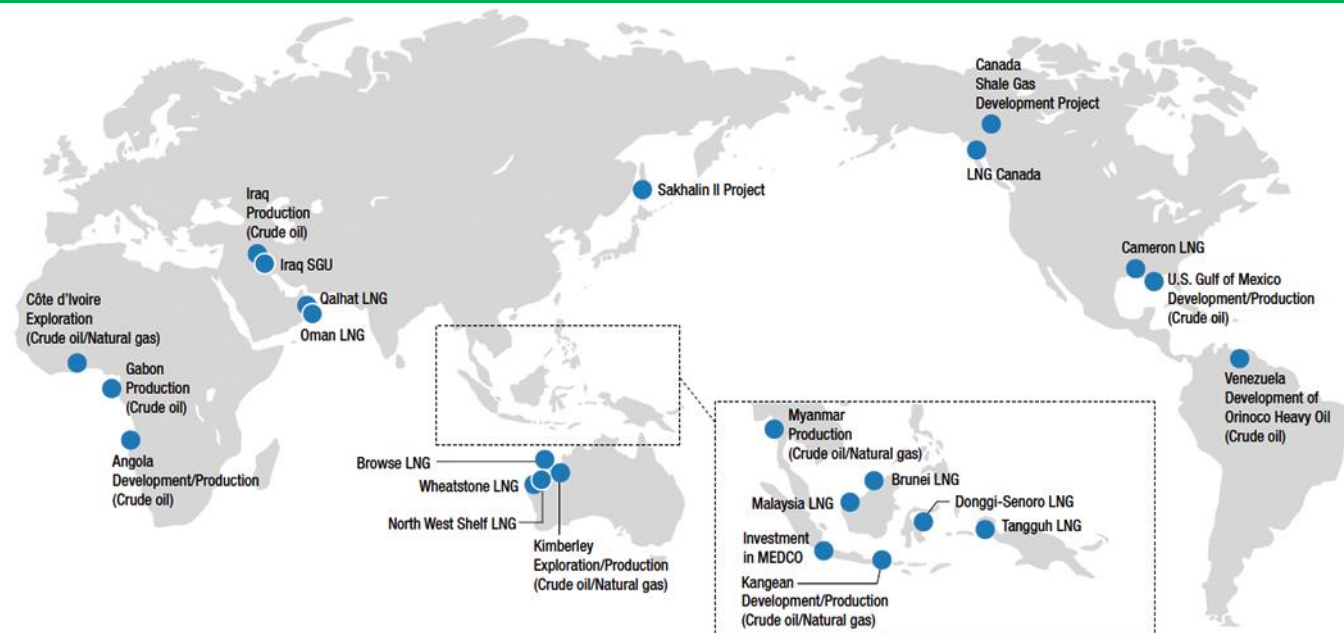 Canada
Shale Gas
Development Project
LNG Canada
Sakhalin II Project
Iraq
Production
(Crude oil)
Iraq SGU
Cameron LNG
U.S. Gulf of Mexico
Development/Production
(Crude oil)
Qalhat LNG
Oman LNG
Côte d'Ivoire
Exploration
(Crude oil/Natural gas)
Gabon
Production
(Crude oil)
Venezuela
Development of
Orinoco Heavy Oil
(Crude oil)
Angola
Development/Production
(Crude oil)
Browse LNG
Wheatstone LNG
North West Shelf LNG
Kimberley
Exploration/Production
(Crude oil/Natural gas)
Myanmar
Production
(Crude oil/Natural gas)
Brunei LNG
Malaysia LNG
Donggi-Senoro LNG
Tangguh LNG
Investment
in MEDCO
Kangean
Development/Production
(Crude oil/Natural gas)